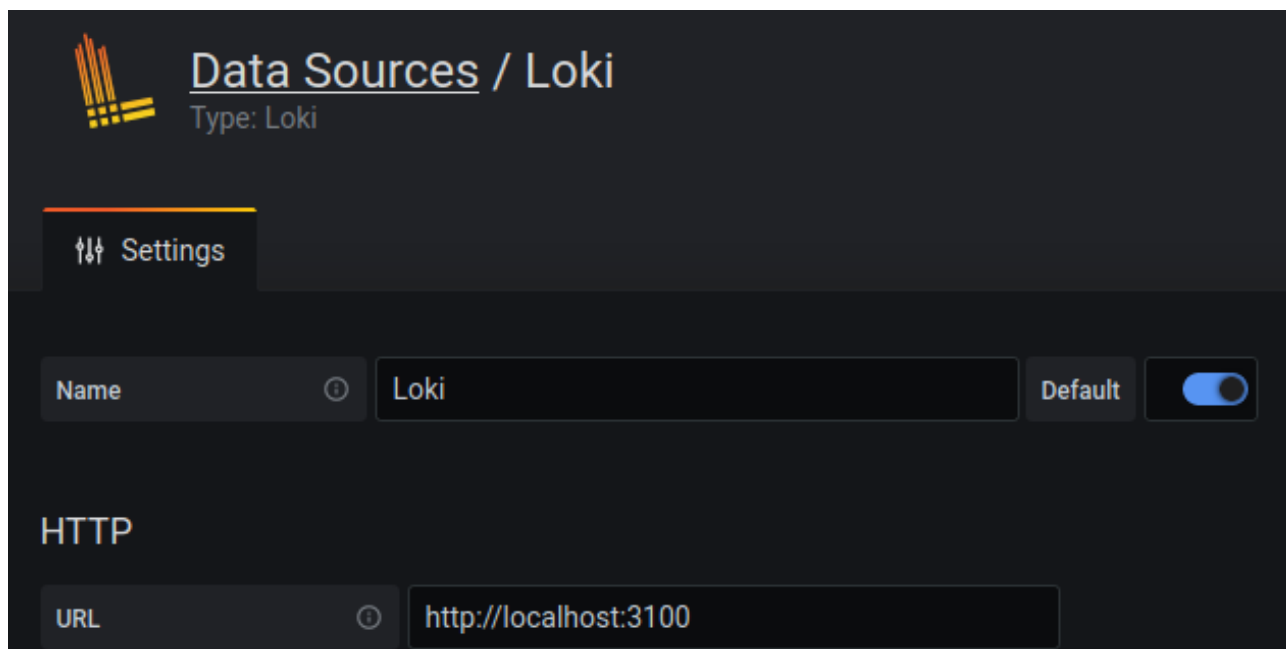 Data Sources / Loki
Type: Loki
Settings
Name Loki Default
HTTP
URL http://localhost:3100